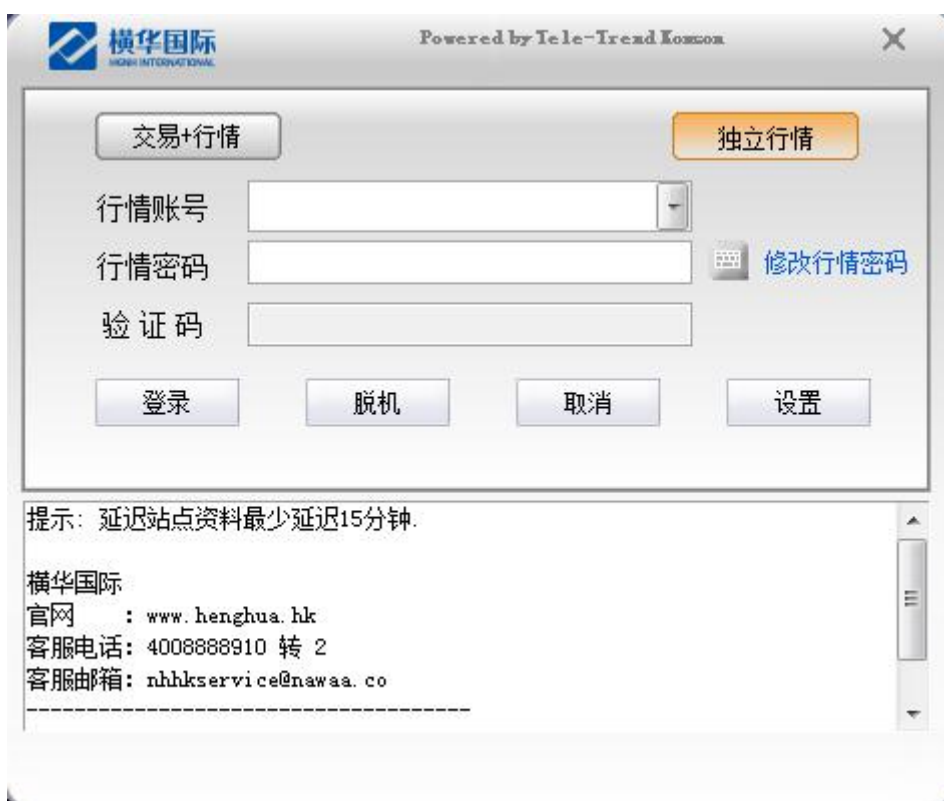 横华国际 Powered by Tele-Trend Konson
HGNH INTERNATIONAL
交易+行情 独立行情
行情账号
行情密码 修改行情密码
验证码
登录 脱机 取消 设置
提示: 延迟站点资料最少延迟15分钟.
横华国际
官网 : www.henghua.hk
客服电话: 4008888910 转 2
客服邮箱: nhhkservice@nawaa.co
-------------------------------------